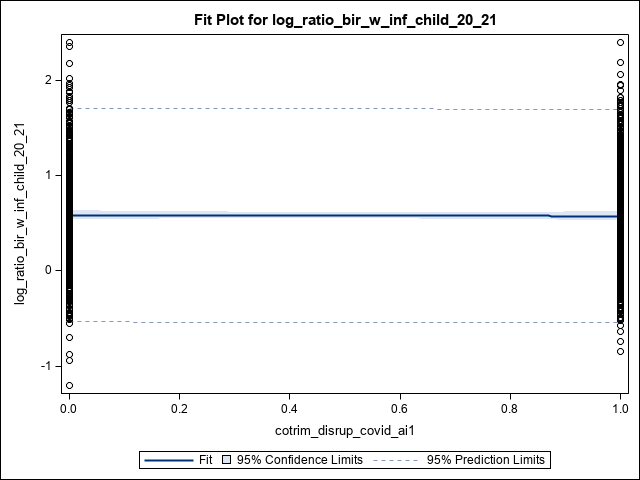 Fit Plot for log_ratio_bir_w_inf_child_20_21
log_ratio_bir_w_inf_child_20_21
2
1
0
-1
0.0 0.2 0.4 0.6 0.8 1.0
cotrim_disrup_covid_ai1
Fit 95% Confidence Limits 95% Prediction Limits